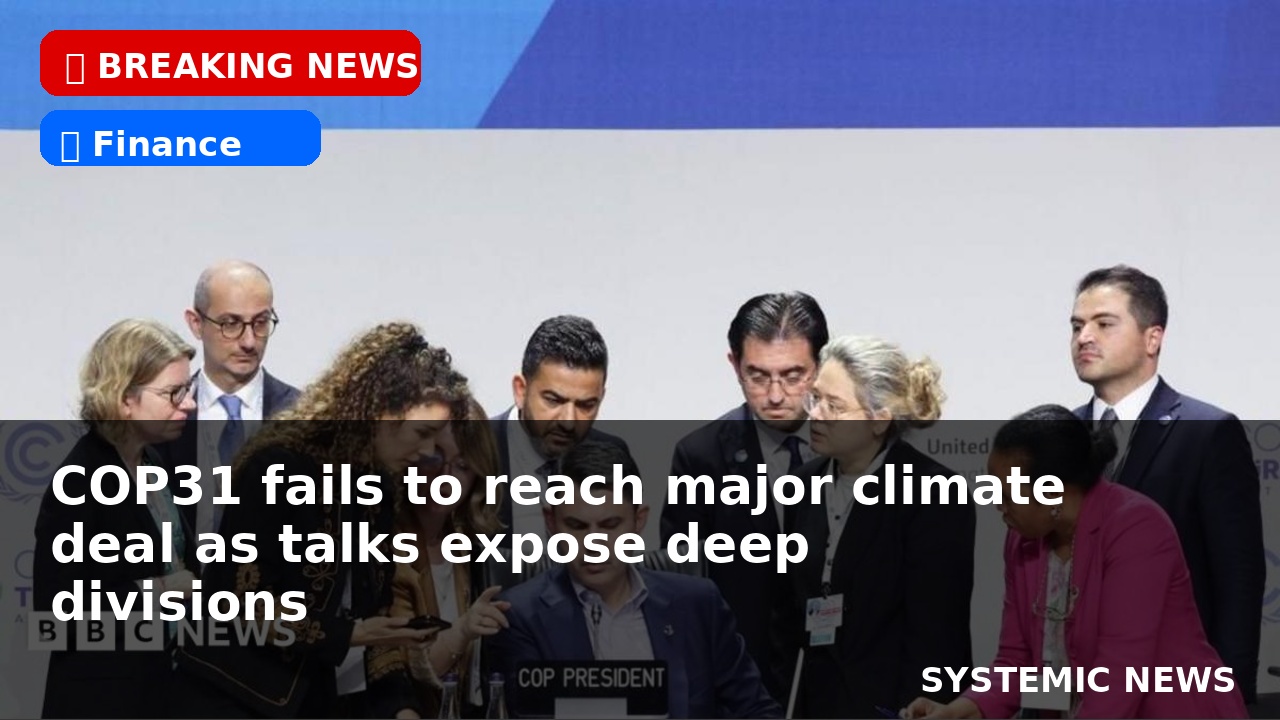 BREAKING NEWS
Finance
United
COP31 fails to reach major climate
deal as talks expose deep
divisions
BBC NEWS
COP PRESIDENT
SYSTEMIC NEWS